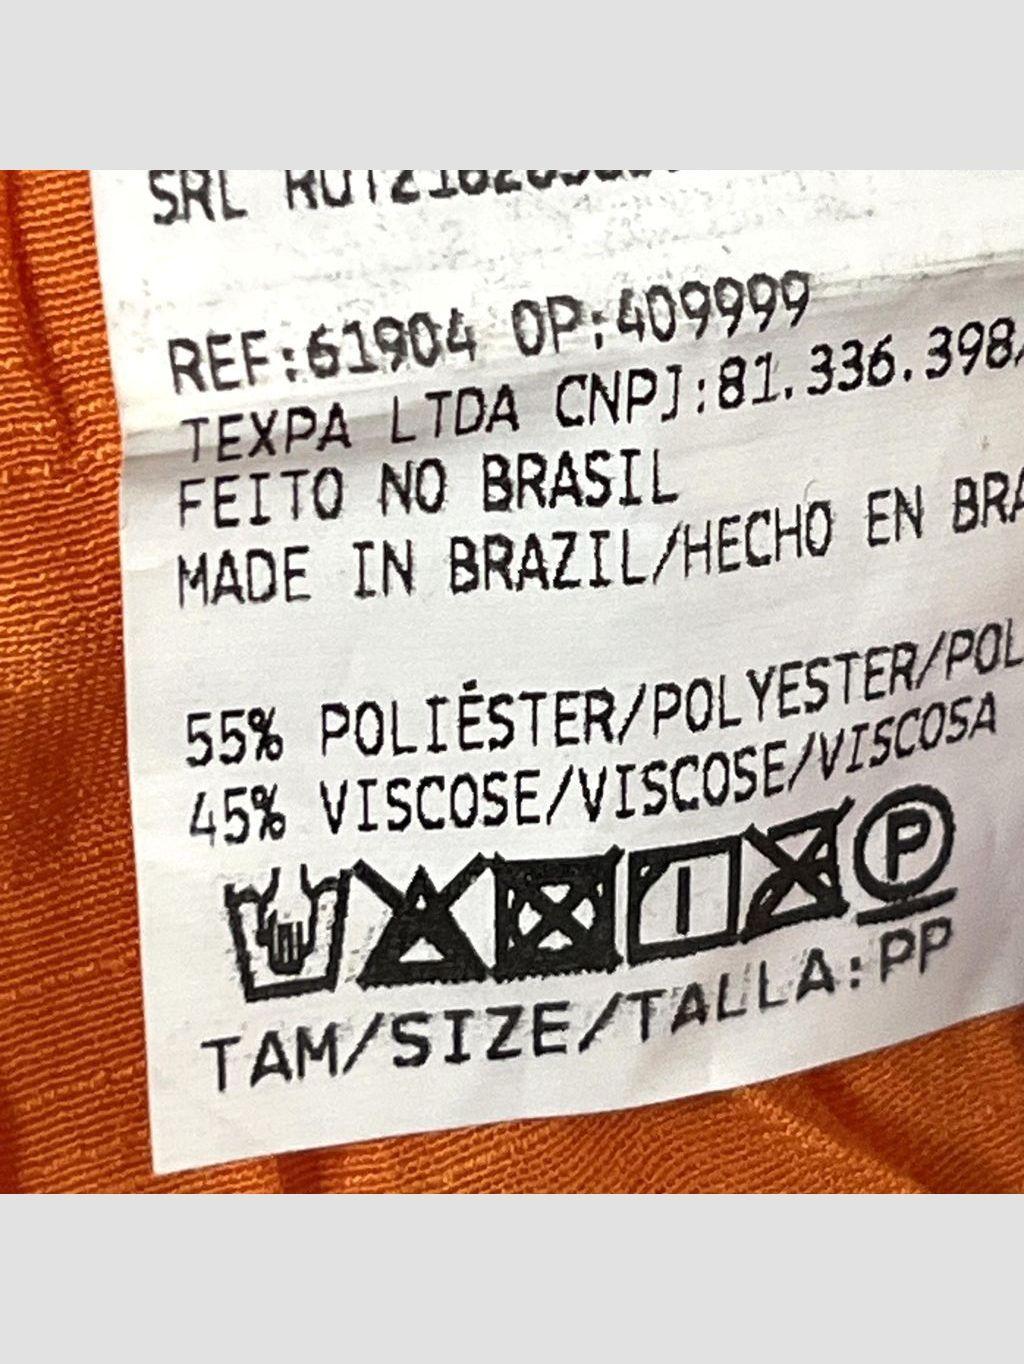 SRL
REF:61904 OP:409999
TEXPA LTDA CNPJ:81.336.398
FEITO NO BRASIL
MADE IN BRAZIL/HECHO EN BRA
55% POLIÉSTER/POLYESTER/POL
45% VISCOSE/VISCOSE/VISCOSA
P
TAM/SIZE/TALLA:PP